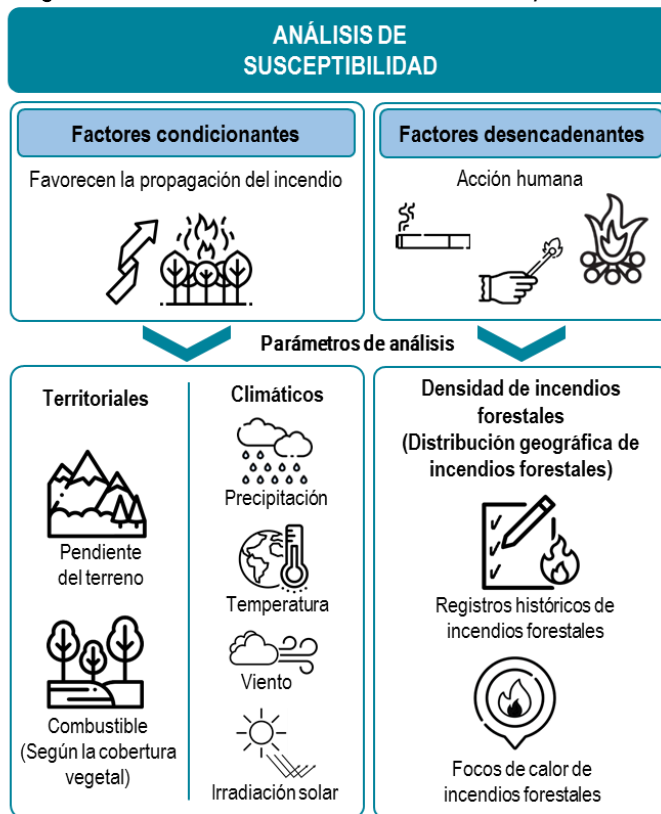 ANÁLISIS DE
SUSCEPTIBILIDAD
Factores condicionantes
Favorecen la propagación del incendio
Factores desencadenantes
Acción humana
Parámetros de análisis
Territoriales
Pendiente
del terreno
Combustible
(Según la cobertura
vegetal)
Climáticos
Precipitación
Temperatura
Viento
Irradiación solar
Densidad de incendios
forestales
(Distribución geográfica de
incendios forestales)
Registros históricos de
incendios forestales
Focos de calor de
incendios forestales